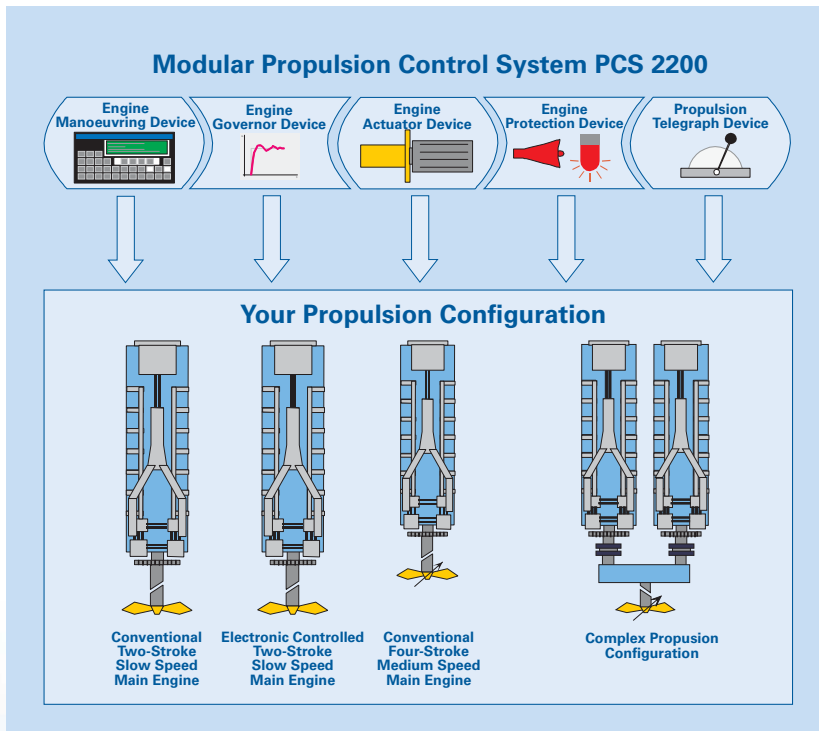 Modular Propulsion Control System PCS 2200
Engine
Manoeuvring Device
Engine
Governor Device
Engine
Actuator Device
Engine
Protection Device
Propulsion
Telegraph Device
Your Propulsion Configuration
Conventional
Two-Stroke
Slow Speed
Main Engine
Electronic Controlled
Two-Stroke
Slow Speed
Main Engine
Conventional
Four-Stroke
Medium Speed
Main Engine
Complex Propusion
Configuration